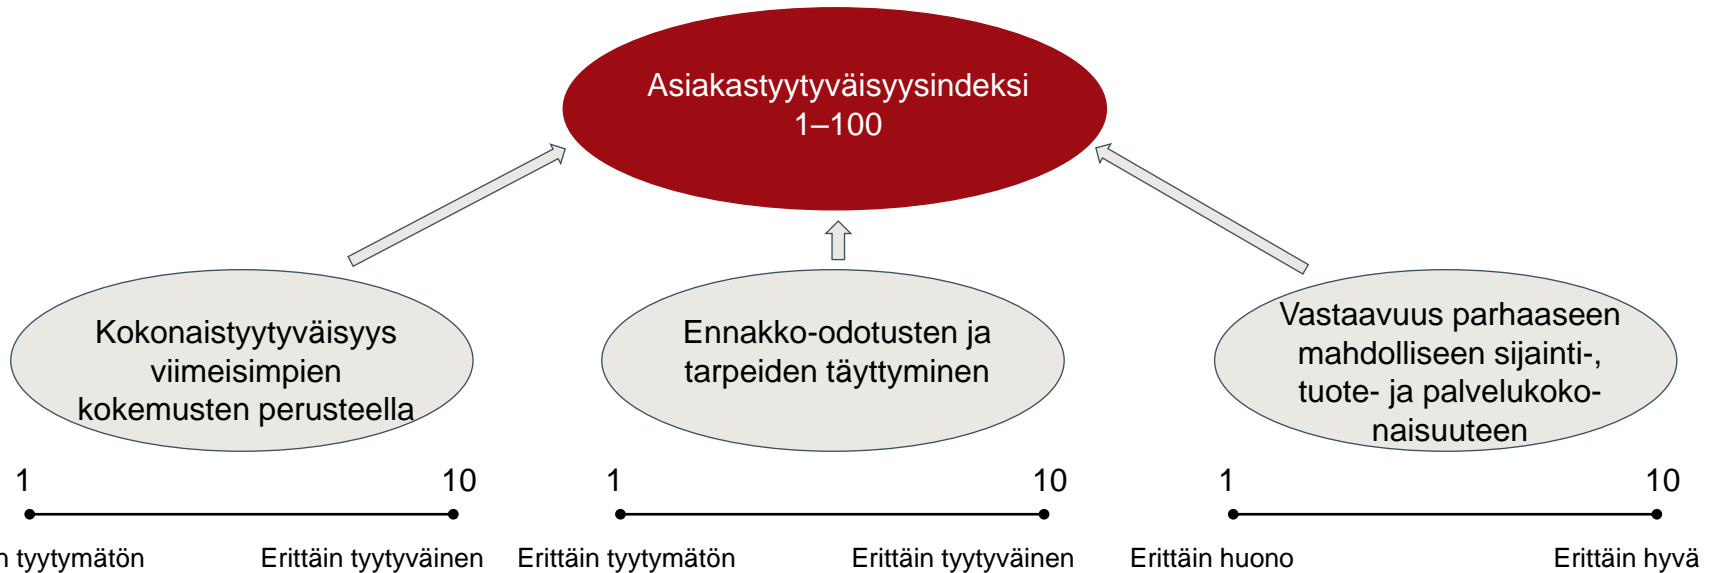 Asiakastyytyväisyysindeksi
1–100
Kokonaistyytyväisyys
viimeisimpien
kokemusten perusteella
Ennakko-odotusten ja
tarpeiden täyttyminen
Vastaavuus parhaaseen
mahdolliseen sijainti-,
tuote- ja palvelukoko-
naisuuteen
1 10
1 10
1 10
n tyytymätön Erittäin tyytyväinen
Erittäin tyytymätön Erittäin tyytyväinen
Erittäin huono Erittäin hyvä